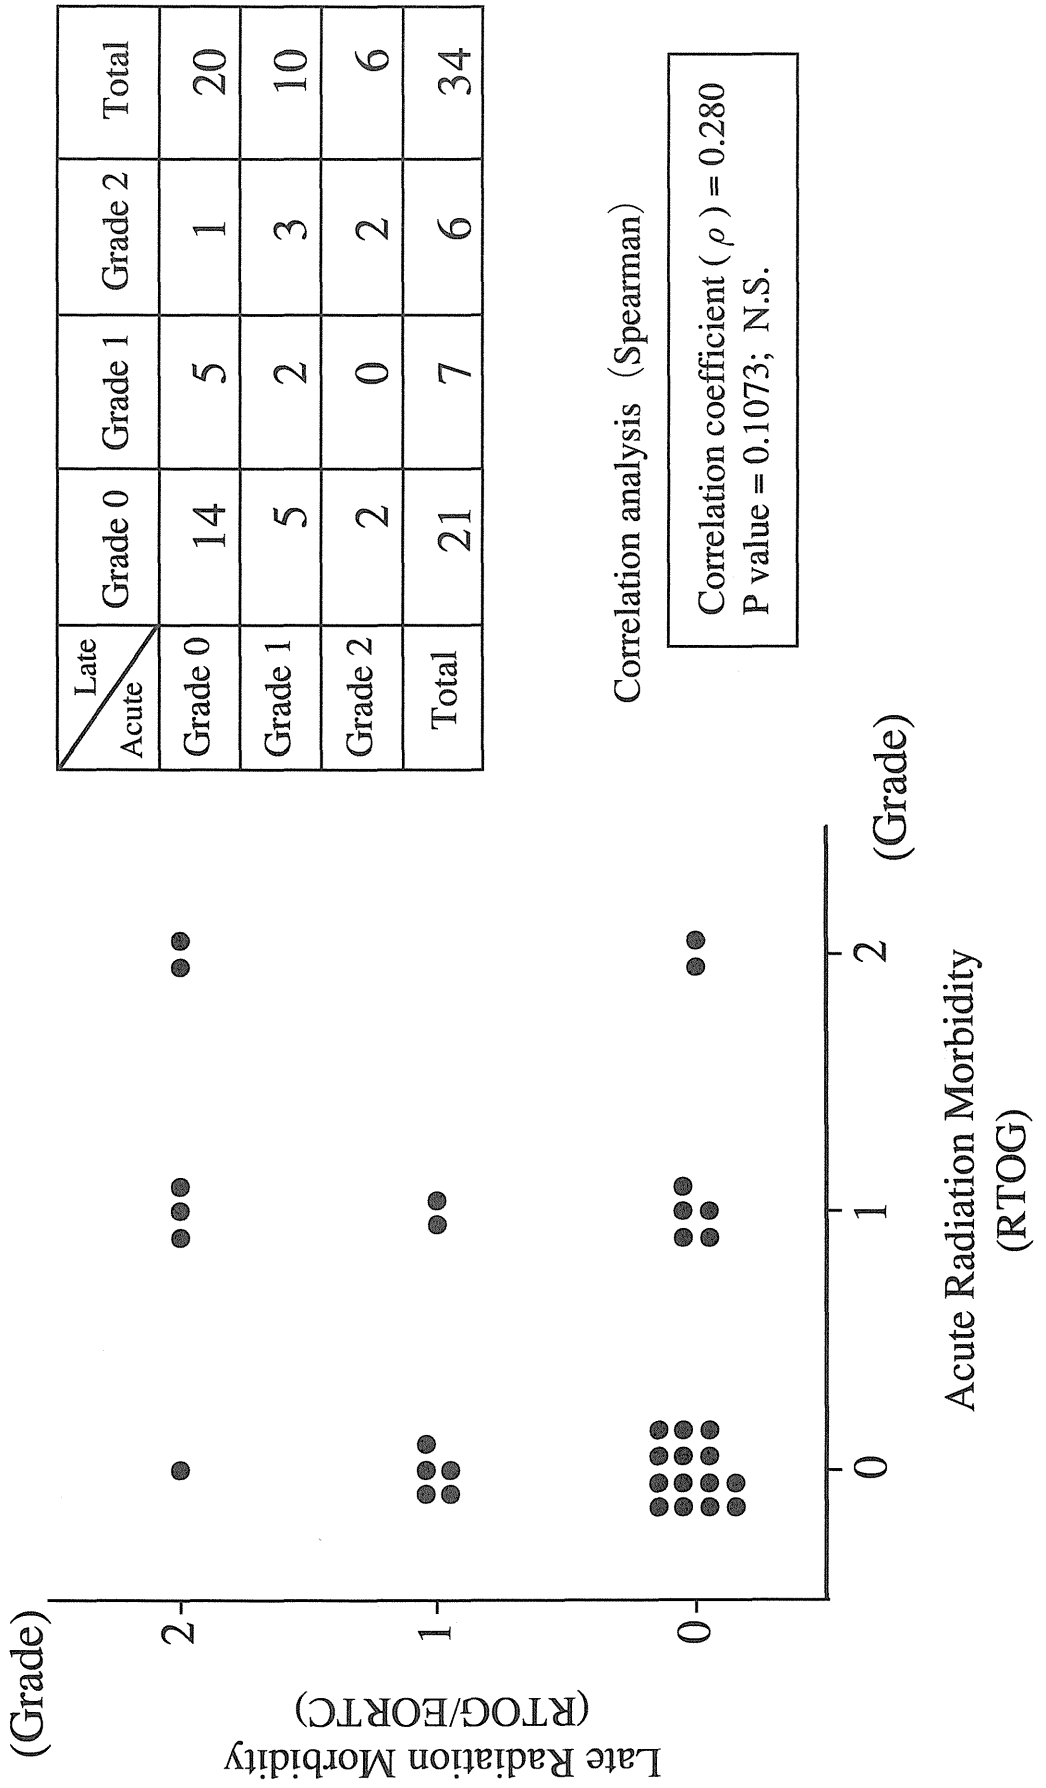 (Grade)
2
1
0
Late Radiation Morbidity
(RTOG/EORTC)
0
1
2
(Grade)
Acute Radiation Morbidity
(RTOG)
Late
Acute
Grade 0
Grade 1
Grade 2
Total
Grade 0 14 5 1 20
Grade 1 5 2 3 10
Grade 2 2 0 2 6
Total 21 7 6 34
Correlation analysis (Spearman)
Correlation coefficient ( ρ ) = 0.280
P value = 0.1073; N.S.